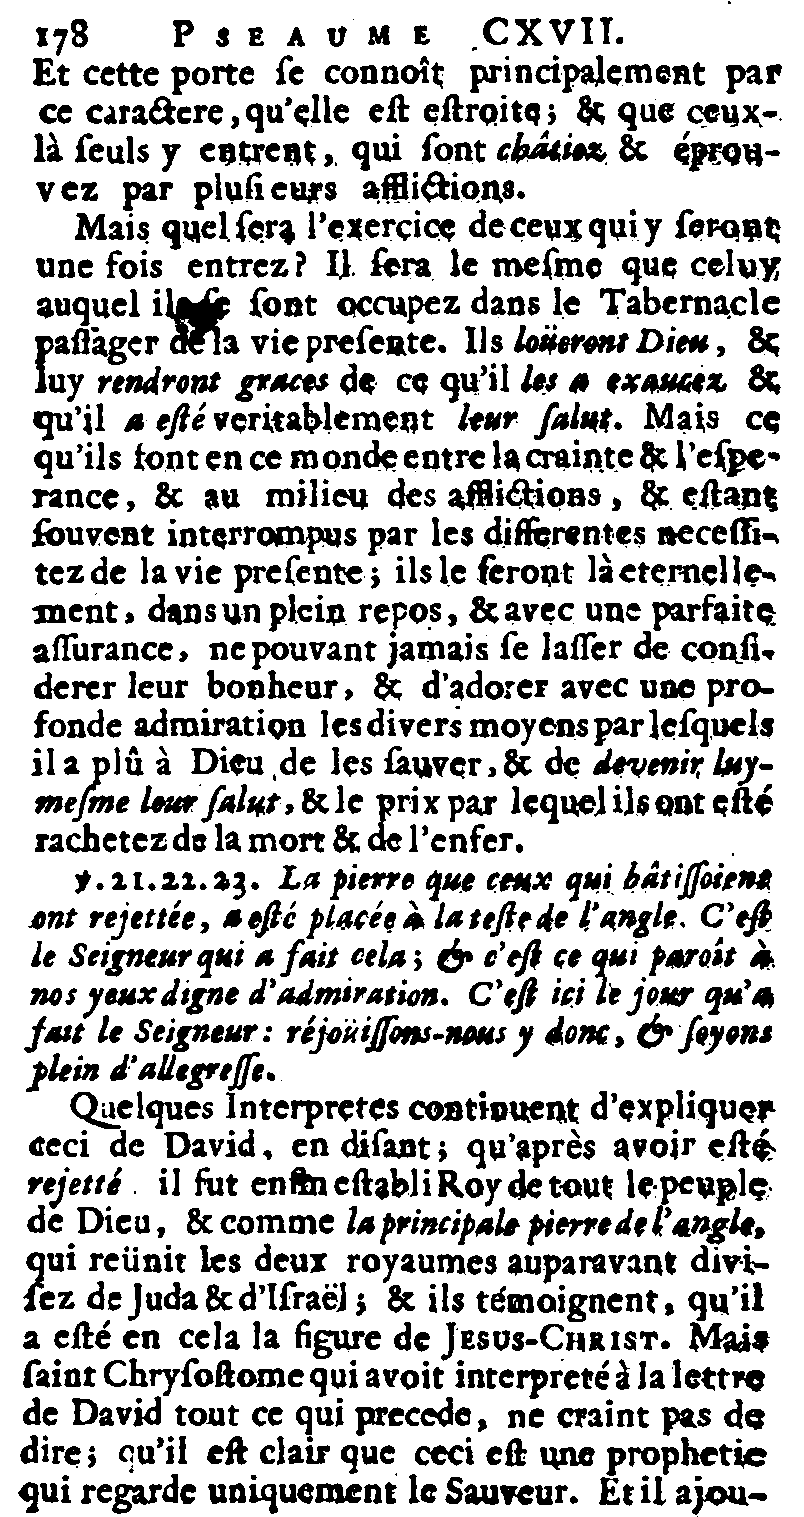 178 PSEAUME CXVII.
Et cette porte ſe connoît principalement par
ce caractere, qu'elle eſt eſtroite; & que ceux-
là ſeuls y entrent, qui ſont châtiez & éprou-
vez par pluſieurs afflictions.
Mais quel ſera l'exercice de ceux qui y ſeront
une fois entrez? Il ſera le meſme que celuy
auquel ils ſe ſont occupez dans le Tabernacle
paſſager de la vie preſente. Ils loüeront Dieu, &
luy rendront graces de ce qu'il les a exaucez &
qu'il a eſté veritablement leur ſalut. Mais ce
qu'ils font en ce monde entre la crainte & l'eſpe-
rance, & au milieu des afflictions, & eſtant
ſouvent interrompus par les differentes neceſſi-
tez de la vie preſente; ils le feront là eternelle-
ment, dans un plein repos, & avec une parfaite
aſſurance, ne pouvant jamais ſe laſſer de conſi-
derer leur bonheur, & d'adorer avec une pro-
fonde admiration les divers moyens par leſquels
il a plû à Dieu de les ſauver, & de devenir luy-
meſme leur ſalut, & le prix par lequel ils ont eſté
rachetez de la mort & de l'enfer.
℣. 21. 22. 23. La pierre que ceux qui bâtiſſoient
ont rejettée, a eſté placée à la teſte de l'angle. C'eſt
le Seigneur qui a fait cela; & c'eſt ce qui paroît à
nos yeux digne d'admiration. C'eſt ici le jour qu'a
fait le Seigneur: réjoüiſſons-nous y donc, & ſoyons
plein d'allegreſſe.
Quelques Interpretes continuent d'expliquer
ceci de David, en diſant; qu'après avoir eſté
rejetté il fut enfin eſtabli Roy de tout le peuple
de Dieu, & comme la principale pierre de l'angle,
qui reünit les deux royaumes auparavant divi-
ſez de Juda & d'Iſraël; & ils témoignent, qu'il
a eſté en cela la figure de JESUS-CHRIST. Mais
ſaint Chryſoſtome qui avoit interpreté à la lettre
de David tout ce qui precede, ne craint pas de
dire; qu'il eſt clair que ceci eſt une prophetie
qui regarde uniquement le Sauveur. Et il ajou-